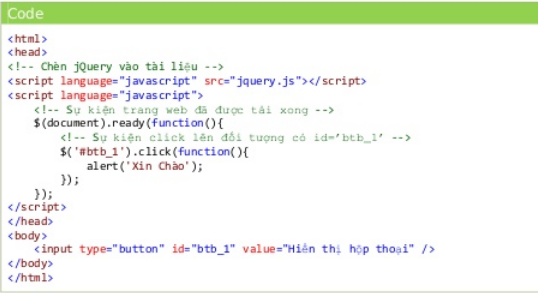 Code
<html>
<head>
<!-- Chèn jQuery vào tài liệu -->
<script language="javascript" src="jquery.js"></script>
<script language="javascript">
    <!-- Sự kiện trang web đã được tải xong -->
    $(document).ready(function(){
        <!-- Sự kiện click lên đối tượng có id='btb_1' -->
        $('#btb_1').click(function(){
            alert('Xin Chào');
        });
    });
</script>
</head>
<body>
    <input type="button" id="btb_1" value="Hiển thị hộp thoại" />
</body>
</html>